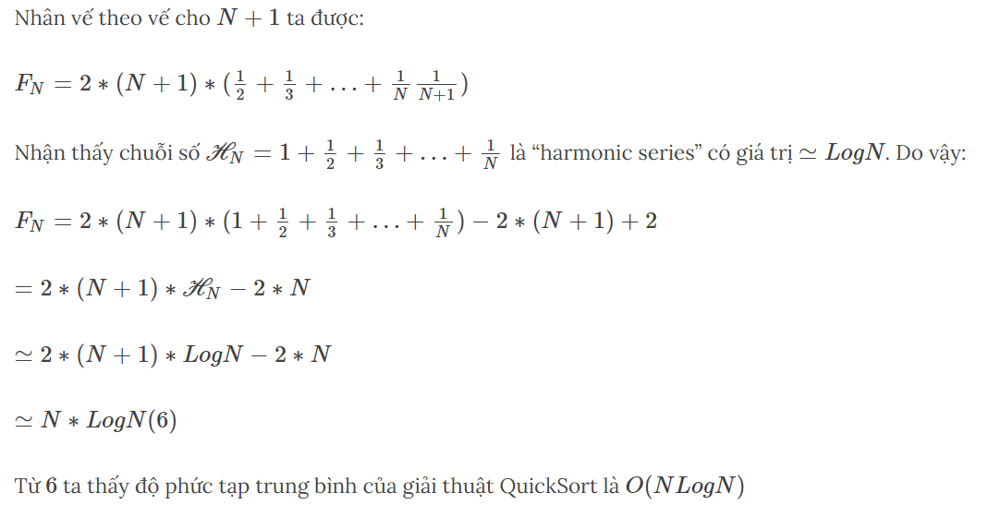 Nhân vế theo vế cho $N + 1$ ta được:
$F_N = 2 * (N + 1) * (\frac{1}{2} + \frac{1}{3} + \ldots + \frac{1}{N} \frac{1}{N+1})$
Nhận thấy chuỗi số $\mathscr{H}_N = 1 + \frac{1}{2} + \frac{1}{3} + \ldots + \frac{1}{N}$ là “harmonic series” có giá trị $\simeq LogN$. Do vậy:
$F_N = 2 * (N + 1) * (1 + \frac{1}{2} + \frac{1}{3} + \ldots + \frac{1}{N}) - 2 * (N + 1) + 2$
$= 2 * (N + 1) * \mathscr{H}_N - 2 * N$
$\simeq 2 * (N + 1) * LogN - 2 * N$
$\simeq N * LogN(6)$
Từ $6$ ta thấy độ phức tạp trung bình của giải thuật QuickSort là $O(NLogN)$